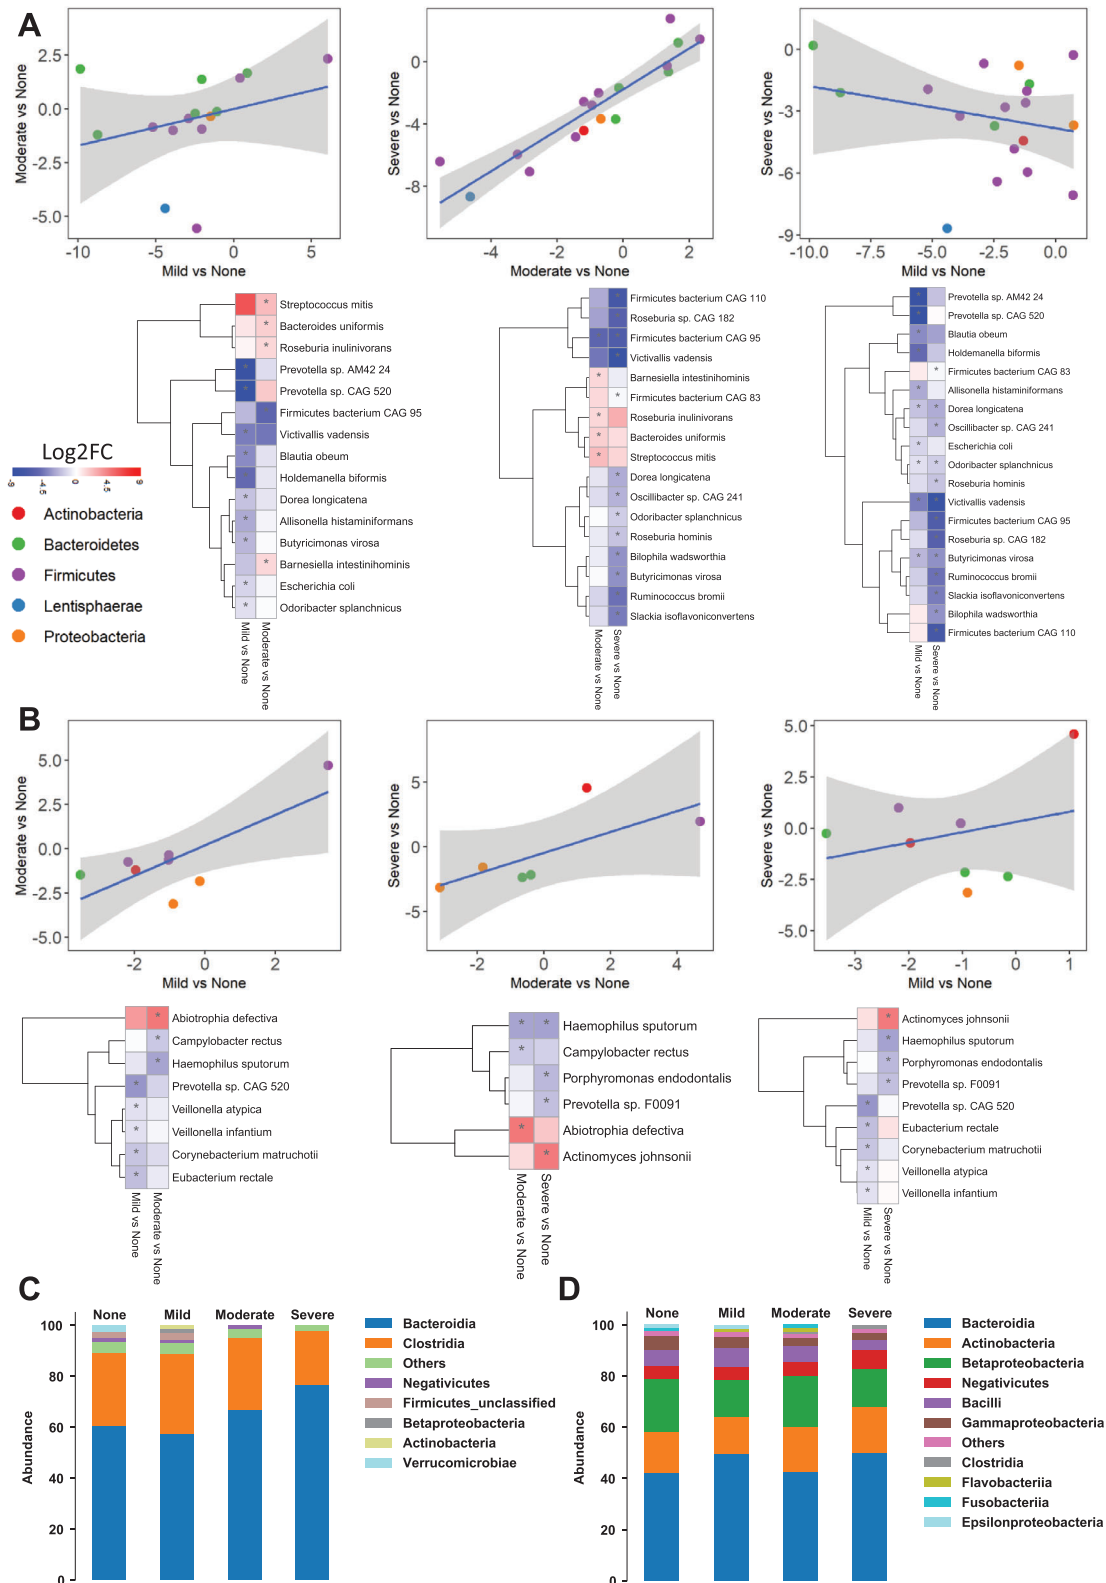 A
Moderate vs None
2.5
0.0
-2.5
-5.0
-10
-5
0
5
Mild vs None
Severe vs None
0
-4
-8
-4
-2
0
2
Moderate vs None
Severe vs None
0
-3
-6
-9
-10.0
-7.5
-5.0
-2.5
0.0
Mild vs None
Streptococcus mitis
Bacteroides uniformis
Roseburia inulinivorans
Prevotella sp. AM42 24
Prevotella sp. CAG 520
Firmicutes bacterium CAG 95
Victivallis vadensis
Blautia obeum
Holdemanella biformis
Dorea longicatena
Allisonella histaminiformans
Butyricimonas virosa
Barnesiella intestinihominis
Escherichia coli
Odoribacter splanchnicus
Mild vs None
Moderate vs None
Log2FC
-9
-4.5
0
4.5
9
Actinobacteria
Bacteroidetes
Firmicutes
Lentisphaerae
Proteobacteria
Firmicutes bacterium CAG 110
Roseburia sp. CAG 182
Firmicutes bacterium CAG 95
Victivallis vadensis
Barnesiella intestinihominis
Firmicutes bacterium CAG 83
Roseburia inulinivorans
Bacteroides uniformis
Streptococcus mitis
Dorea longicatena
Oscillibacter sp. CAG 241
Odoribacter splanchnicus
Roseburia hominis
Bilophila wadsworthia
Butyricimonas virosa
Ruminococcus bromii
Slackia isoflavoniconvertens
Moderate vs None
Severe vs None
Prevotella sp. AM42 24
Prevotella sp. CAG 520
Blautia obeum
Holdemanella biformis
Firmicutes bacterium CAG 83
Allisonella histaminiformans
Dorea longicatena
Oscillibacter sp. CAG 241
Escherichia coli
Odoribacter splanchnicus
Roseburia hominis
Victivallis vadensis
Firmicutes bacterium CAG 95
Roseburia sp. CAG 182
Butyricimonas virosa
Ruminococcus bromii
Slackia isoflavoniconvertens
Bilophila wadsworthia
Firmicutes bacterium CAG 110
Mild vs None
Severe vs None
B
Moderate vs None
5.0
2.5
0.0
-2.5
-5.0
-2
0
2
Mild vs None
Severe vs None
5
0
-5
-2
0
2
4
Moderate vs None
Severe vs None
5.0
2.5
0.0
-2.5
-5.0
-3
-2
-1
0
1
Mild vs None
Abiotrophia defectiva
Campylobacter rectus
Haemophilus sputorum
Prevotella sp. CAG 520
Veillonella atypica
Veillonella infantium
Corynebacterium matruchotii
Eubacterium rectale
Mild vs None
Moderate vs None
Haemophilus sputorum
Campylobacter rectus
Porphyromonas endodontalis
Prevotella sp. F0091
Abiotrophia defectiva
Actinomyces johnsonii
Moderate vs None
Severe vs None
Actinomyces johnsonii
Haemophilus sputorum
Porphyromonas endodontalis
Prevotella sp. F0091
Prevotella sp. CAG 520
Eubacterium rectale
Corynebacterium matruchotii
Veillonella atypica
Veillonella infantium
Mild vs None
Severe vs None
C
None
Mild
Moderate
Severe
Abundance
100
80
60
40
20
0
Bacteroidia
Clostridia
Others
Negativicutes
Firmicutes_unclassified
Betaproteobacteria
Actinobacteria
Verrucomicrobiae
D
None
Mild
Moderate
Severe
Abundance
100
80
60
40
20
0
Bacteroidia
Actinobacteria
Betaproteobacteria
Negativicutes
Bacilli
Gammaproteobacteria
Others
Clostridia
Flavobacteriia
Fusobacteriia
Epsilonproteobacteria